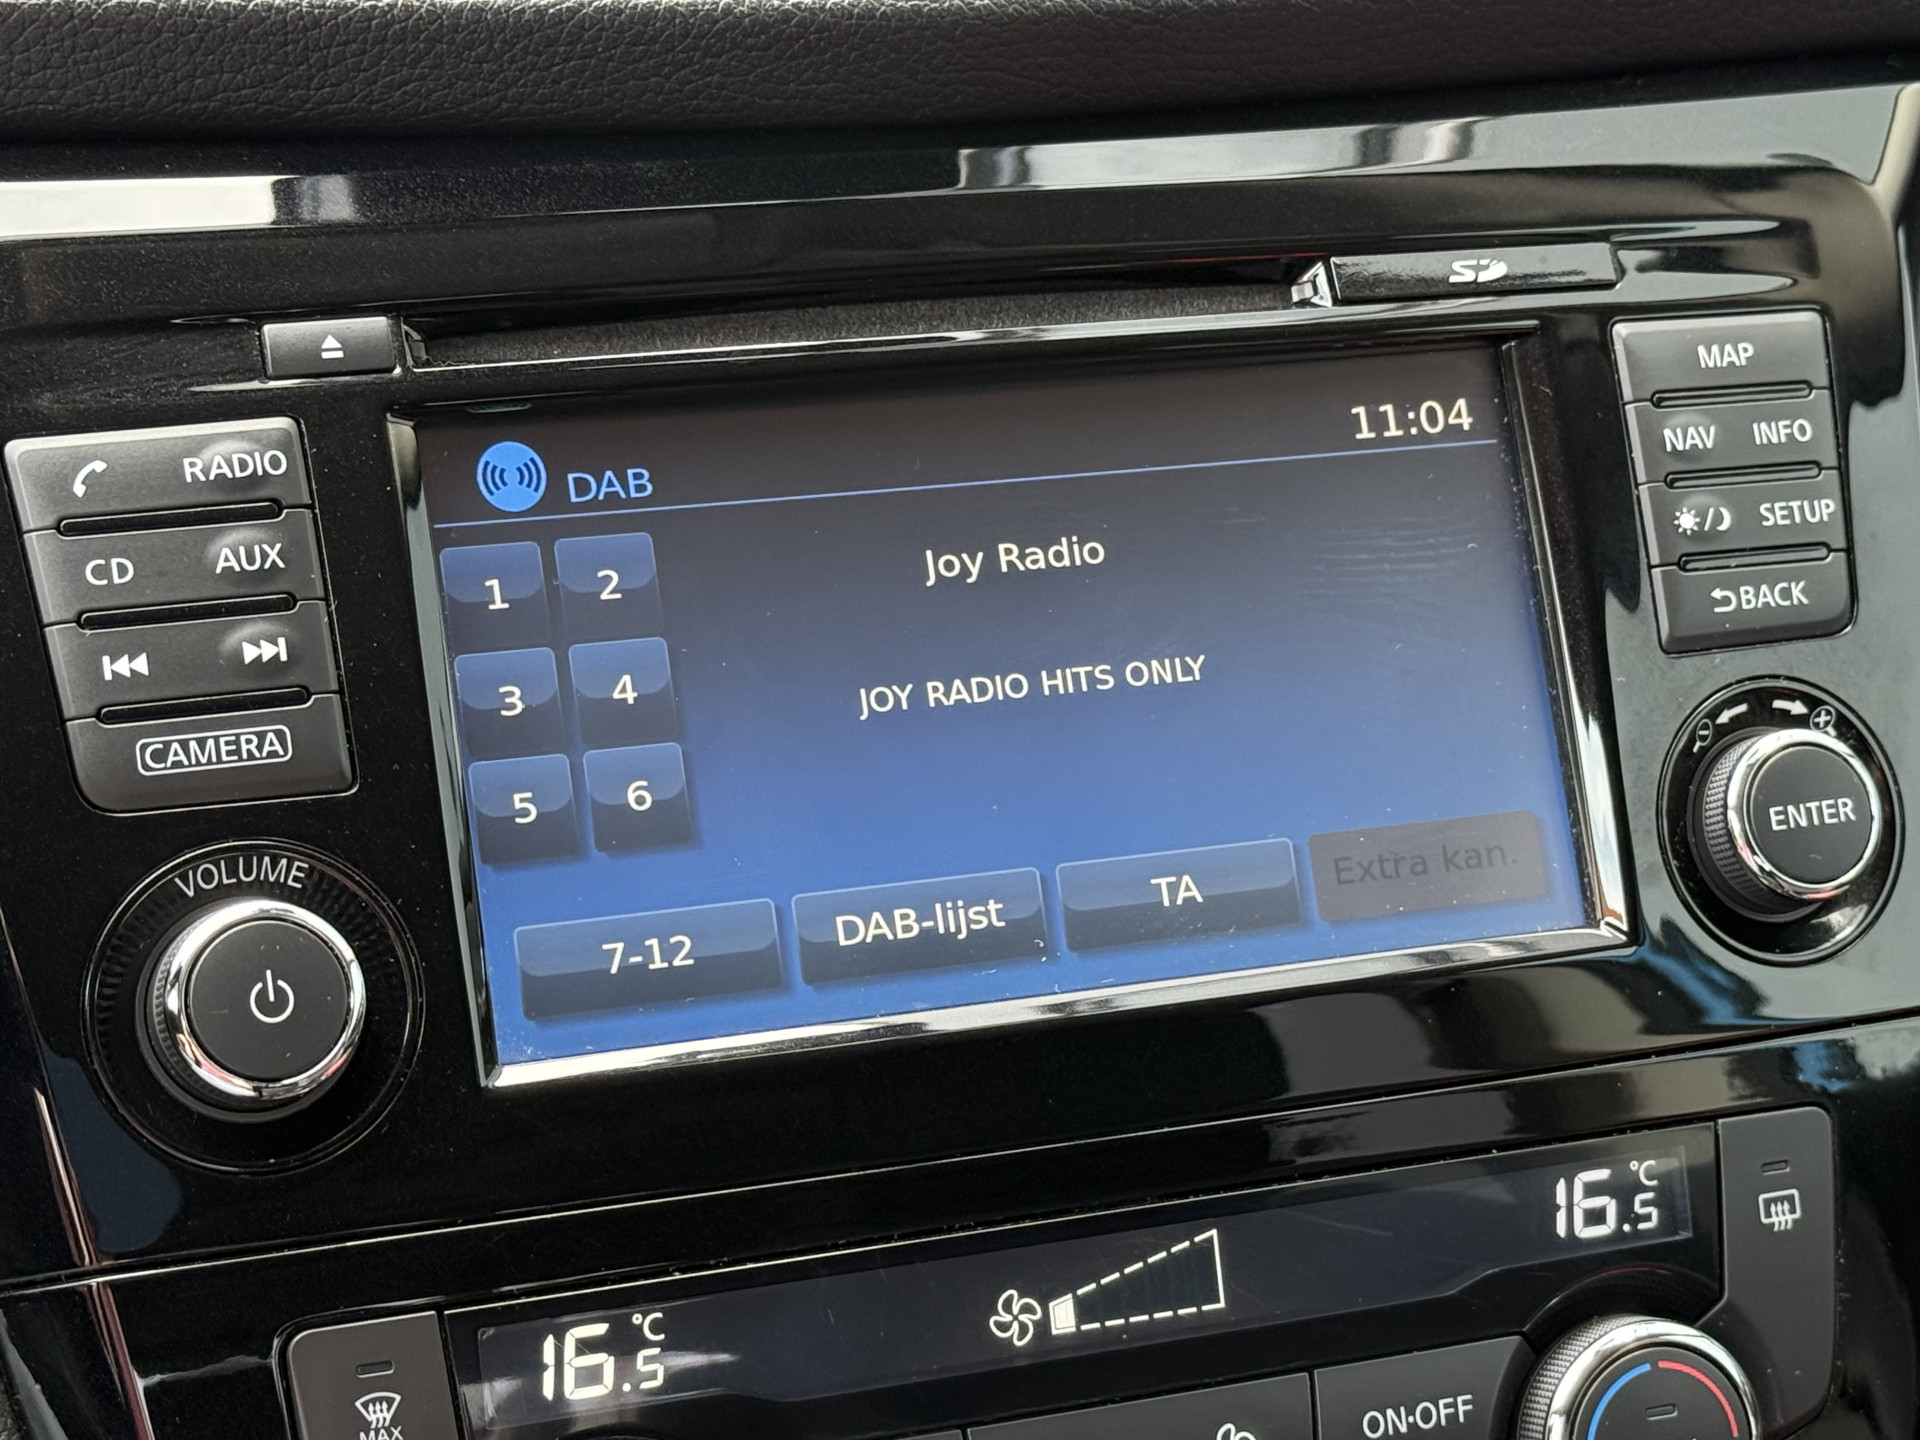 SD
MAP
NAV INFO
SETUP
BACK
RADIO
CD AUX
CAMERA
VOLUME
ENTER
11:04
DAB
1 2
3 4
5 6
Joy Radio
JOY RADIO HITS ONLY
7-12
DAB-lijst
TA
Extra kan.
16.5 °C
16.5 °C
MAX
ON·OFF